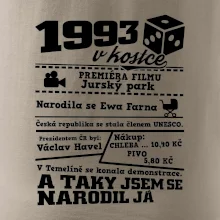 1993
v kostce
PREMIÉRA FILMU
Jurský park
Narodila se Ewa Farna
Česká republika se stala členem UNESCO.
Prezidentem ČR byl:
Václav Havel
Nákup:
CHLEBA ... 10,90 KČ
PIVO
5,80 KČ
V Temelíně se konala demonstrace.
A TAKY JSEM SE
NARODIL JÁ